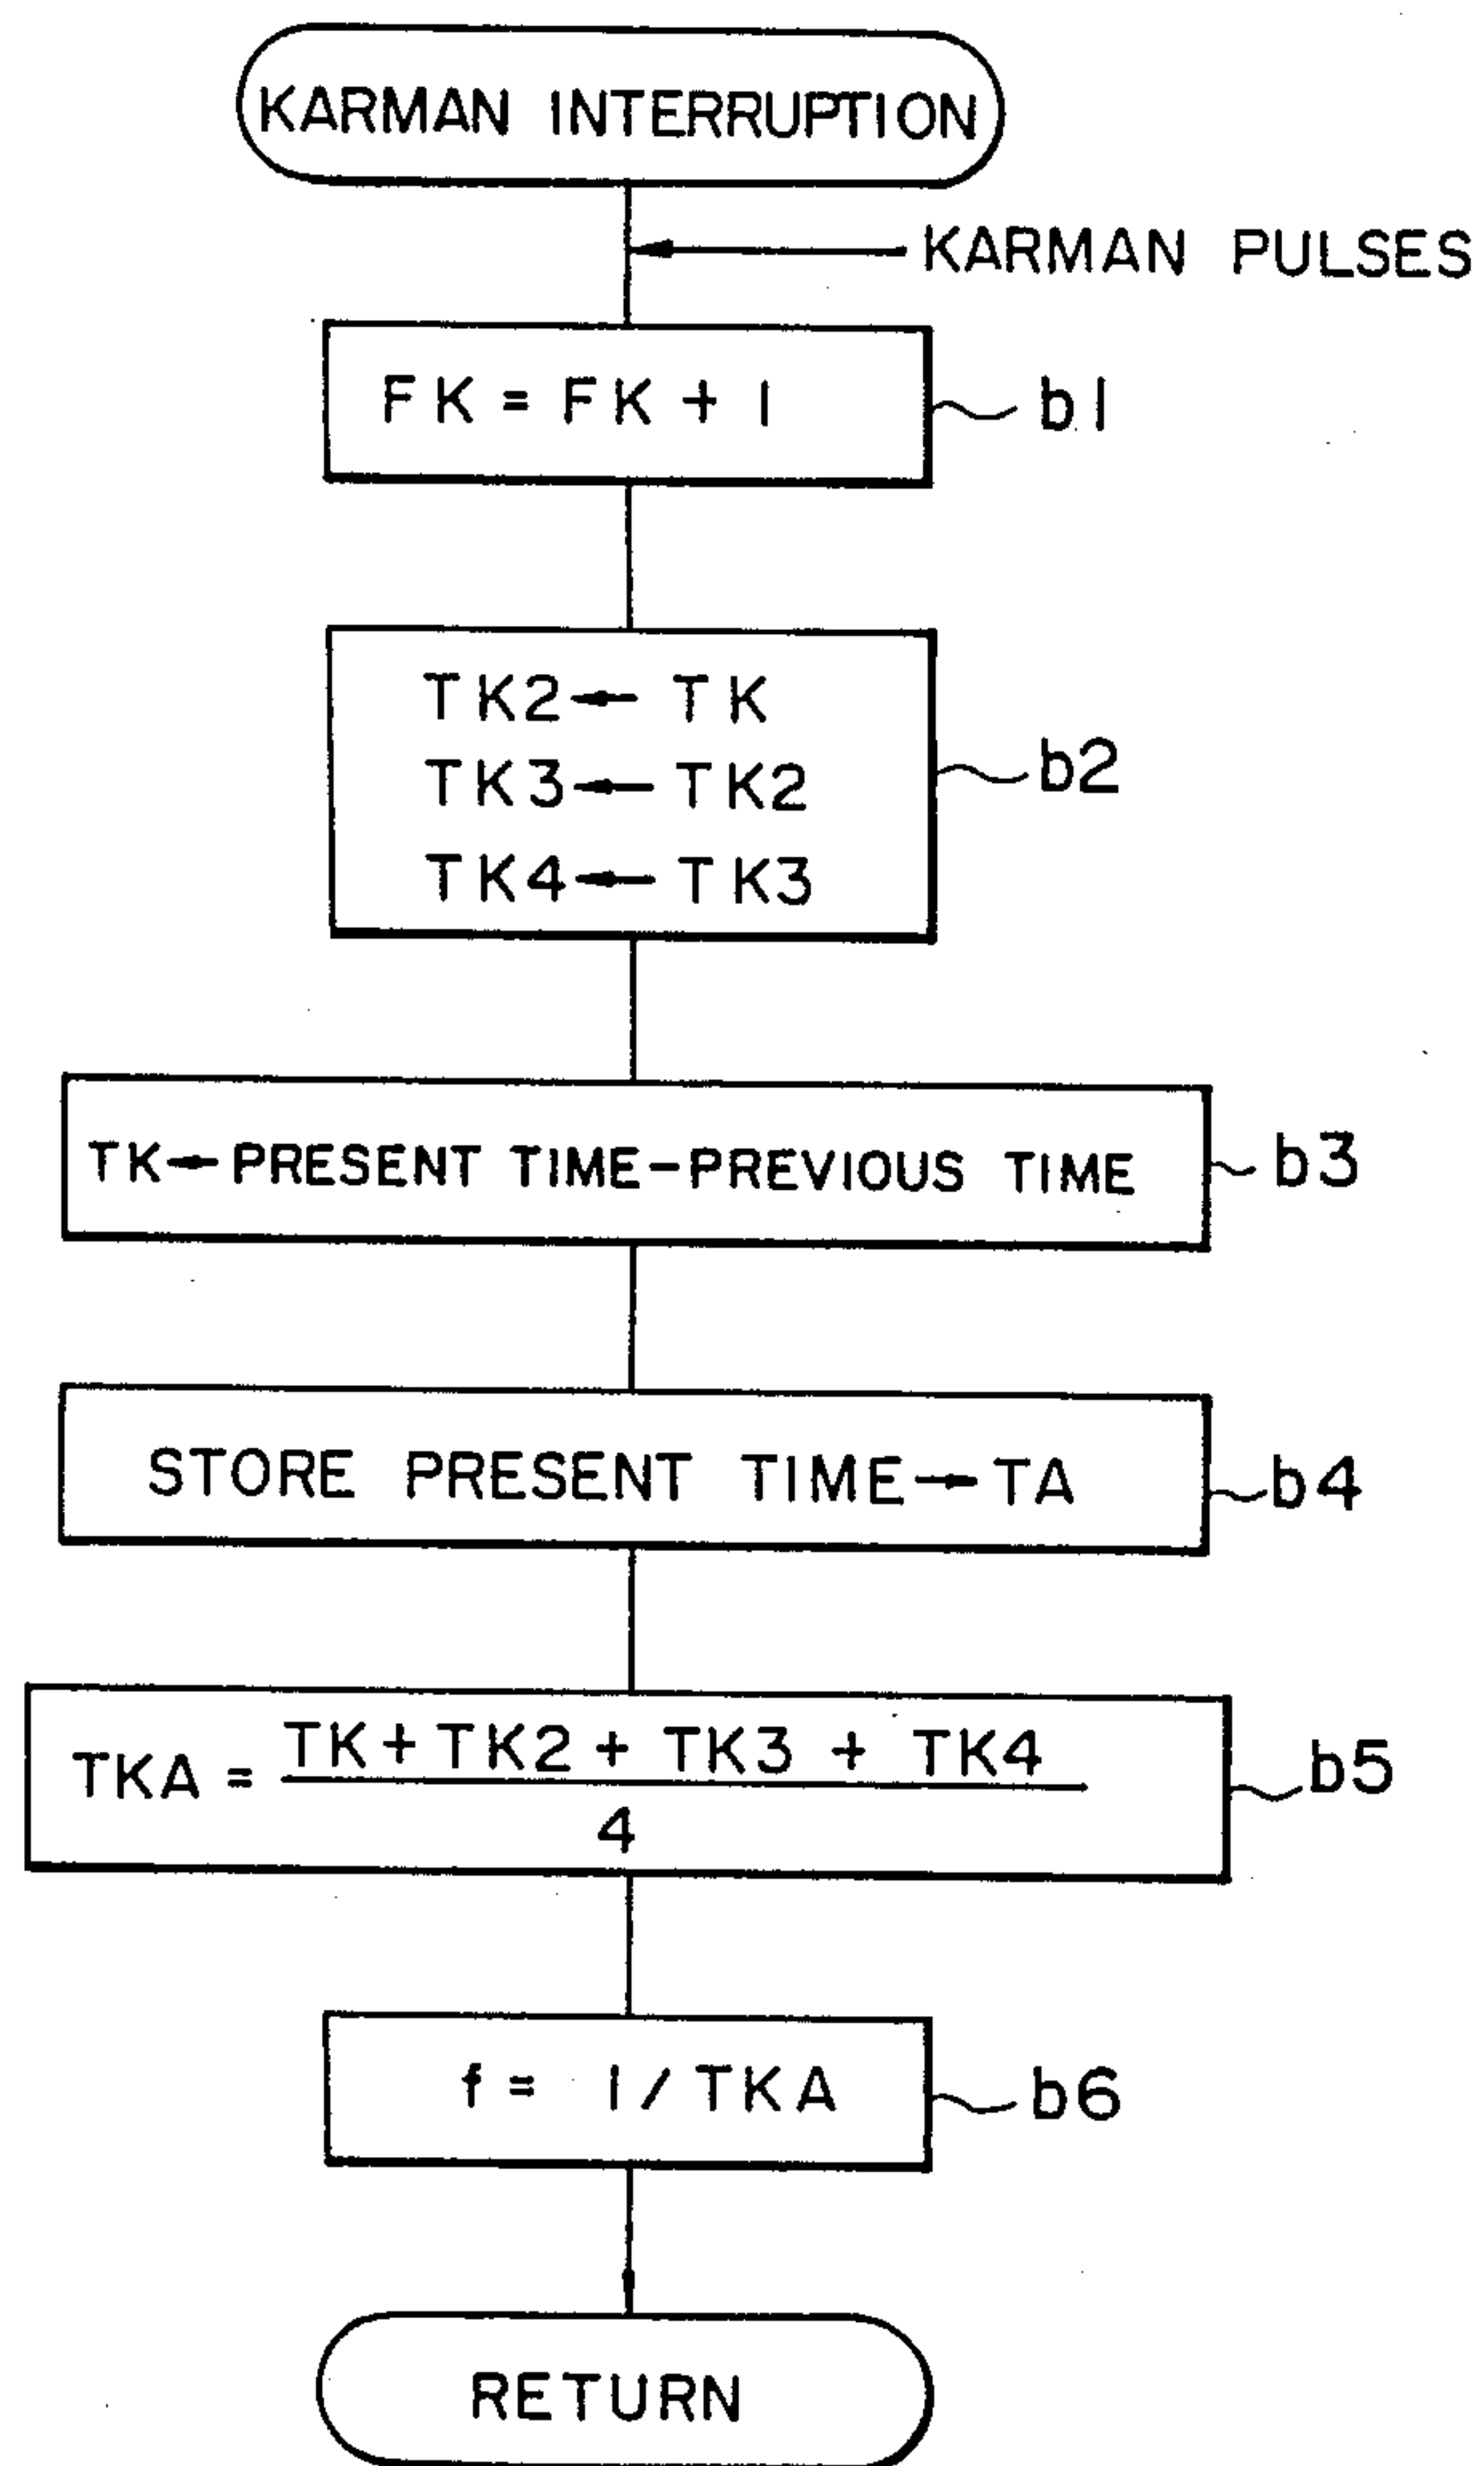 KARMAN INTERRUPTION
KARMAN PULSES
FK = FK + 1
b1
TK2 ← TK
TK3 ← TK2
TK4 ← TK3
b2
TK ← PRESENT TIME - PREVIOUS TIME
b3
STORE PRESENT TIME → TA
b4
TKA = TK + TK2 + TK3 + TK4
4
b5
f = 1 / TKA
b6
RETURN